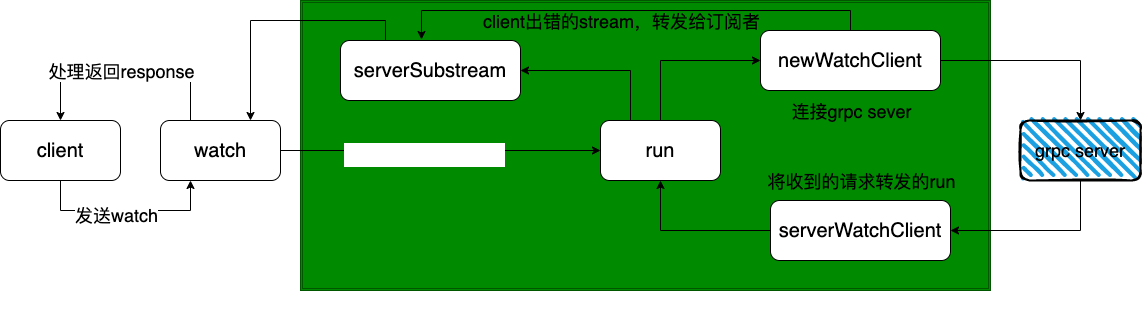 client出错的stream，转发给订阅者
serverSubstream
newWatchClient
处理返回response
连接grpc sever
client
watch
run
grpc server
将收到的请求转发的run
发送watch
serverWatchClient